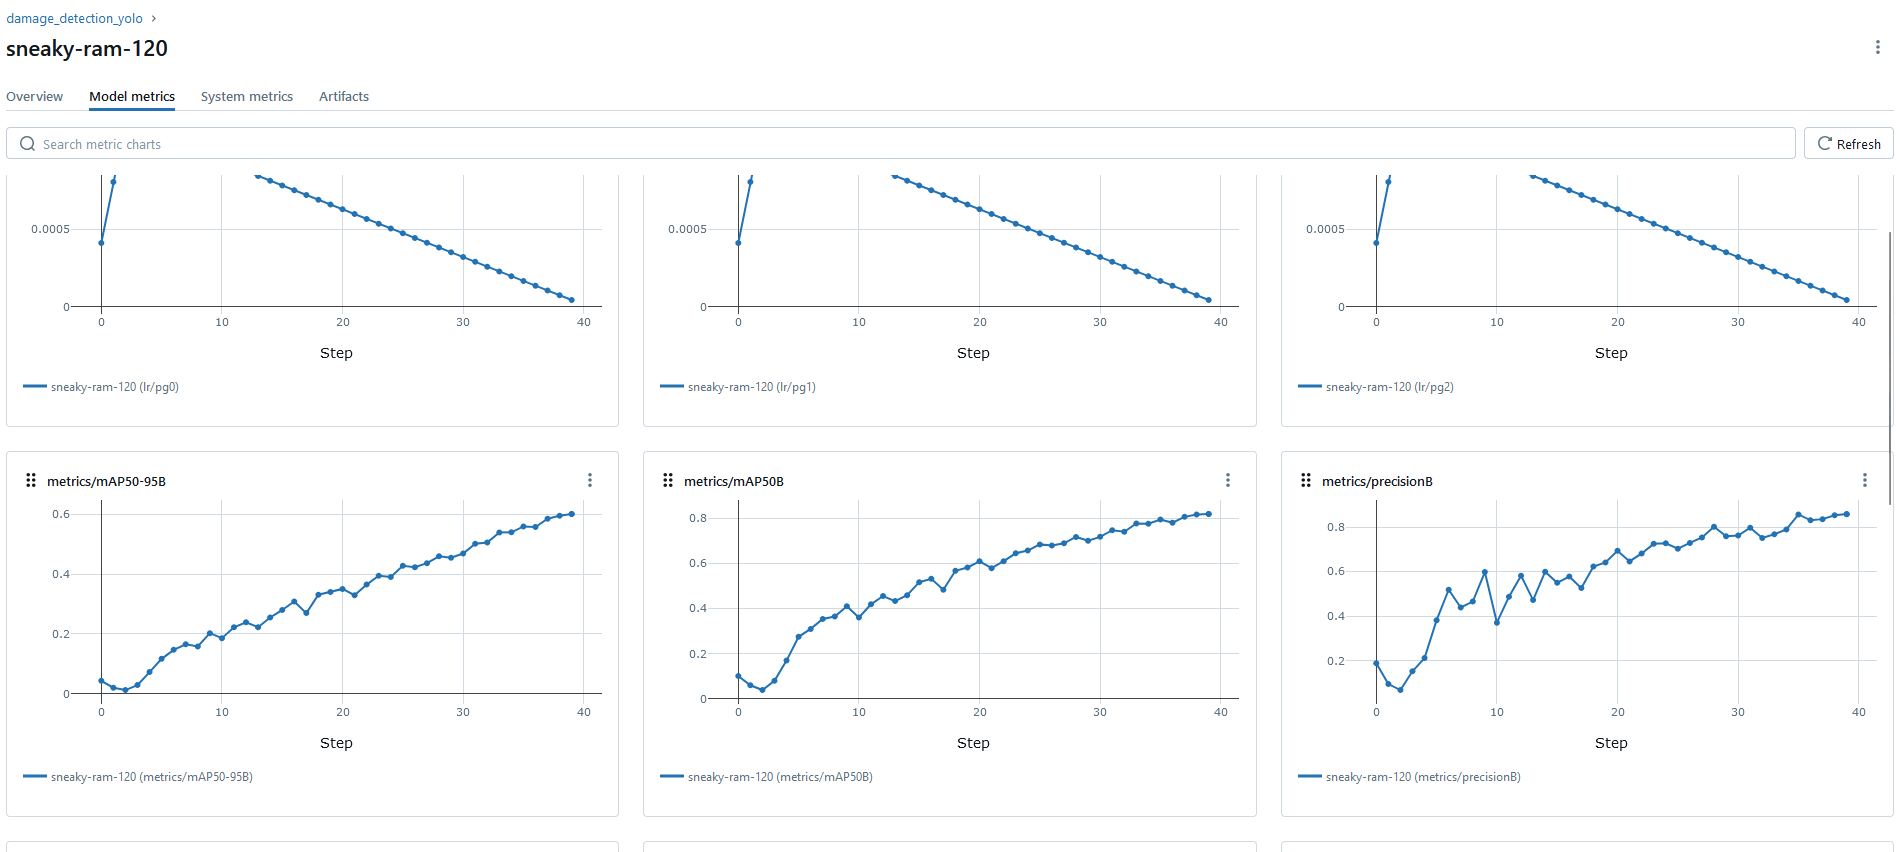 damage_detection_yolo ›
sneaky-ram-120
Overview Model metrics System metrics Artifacts
Search metric charts
Refresh
0.0005
0
0 10 20 30 40
Step
sneaky-ram-120 (lr/pg0)
0.0005
0
0 10 20 30 40
Step
sneaky-ram-120 (lr/pg1)
0.0005
0
0 10 20 30 40
Step
sneaky-ram-120 (lr/pg2)
metrics/mAP50-95B
0.6
0.4
0.2
0
0 10 20 30 40
Step
sneaky-ram-120 (metrics/mAP50-95B)
metrics/mAP50B
0.8
0.6
0.4
0.2
0
0 10 20 30 40
Step
sneaky-ram-120 (metrics/mAP50B)
metrics/precisionB
0.8
0.6
0.4
0.2
0 10 20 30 40
Step
sneaky-ram-120 (metrics/precisionB)